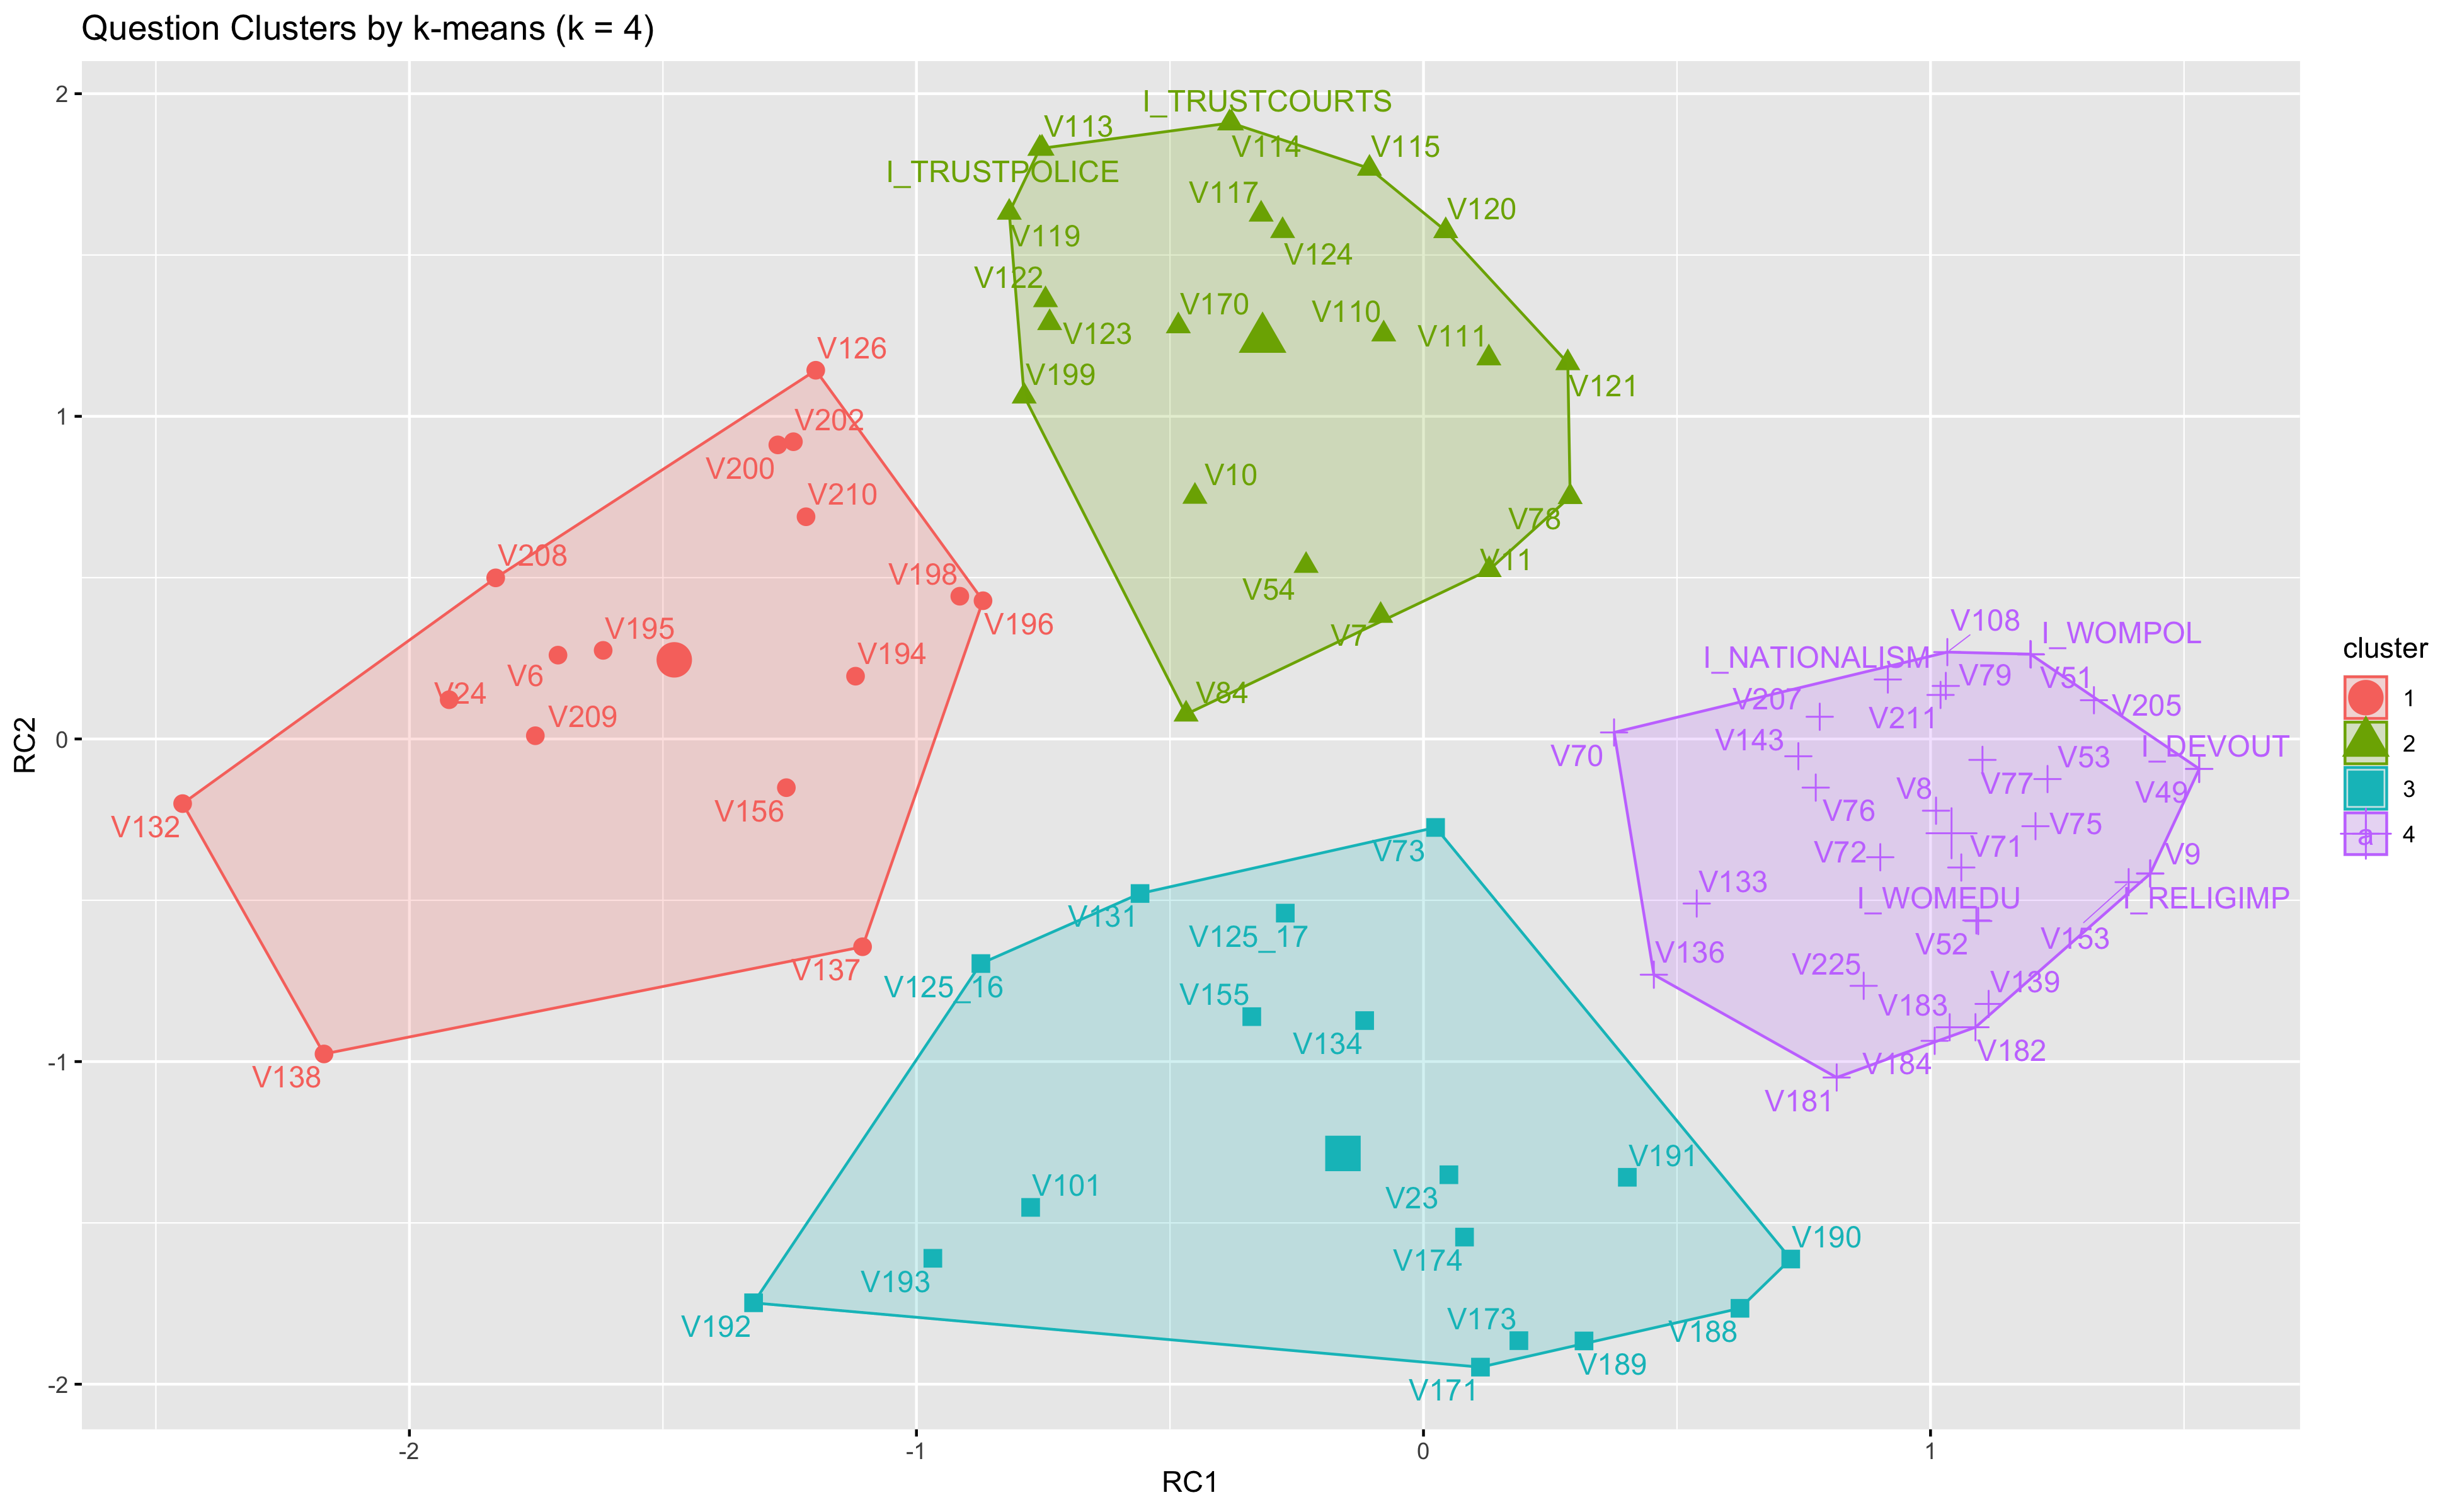 Question Clusters by k-means (k = 4)
2
I_TRUSTCOURTS
V113
V114
V115
I_TRUSTPOLICE
V117
V120
V119
V124
V122
V170
V110
V123
V111
V126
V199
V121
1
V202
V200
V10
V210
V78
V208
V11
V198
V54
V196
V108
V195
V7
I_WOMPOL
V194
I_NATIONALISM
V6
V79
V51
V24
V84
V207
V205
V209
V211
0
V143
I_DEVOUT
V70
V53
V77
V8
V49
V156
V76
V132
V75
V73
V72
V71
V9
V133
V131
I_WOMEDU
I_RELIGIMP
V125_17
V153
V52
V136
V137
V225
V125_16
V139
V155
V183
V134
V182
-1
V184
V138
V181
V191
V101
V23
V190
V174
V193
V173
V192
V188
V189
V171
-2
-2
-1
0
1
RC1
RC2
cluster
1
2
3
a
4